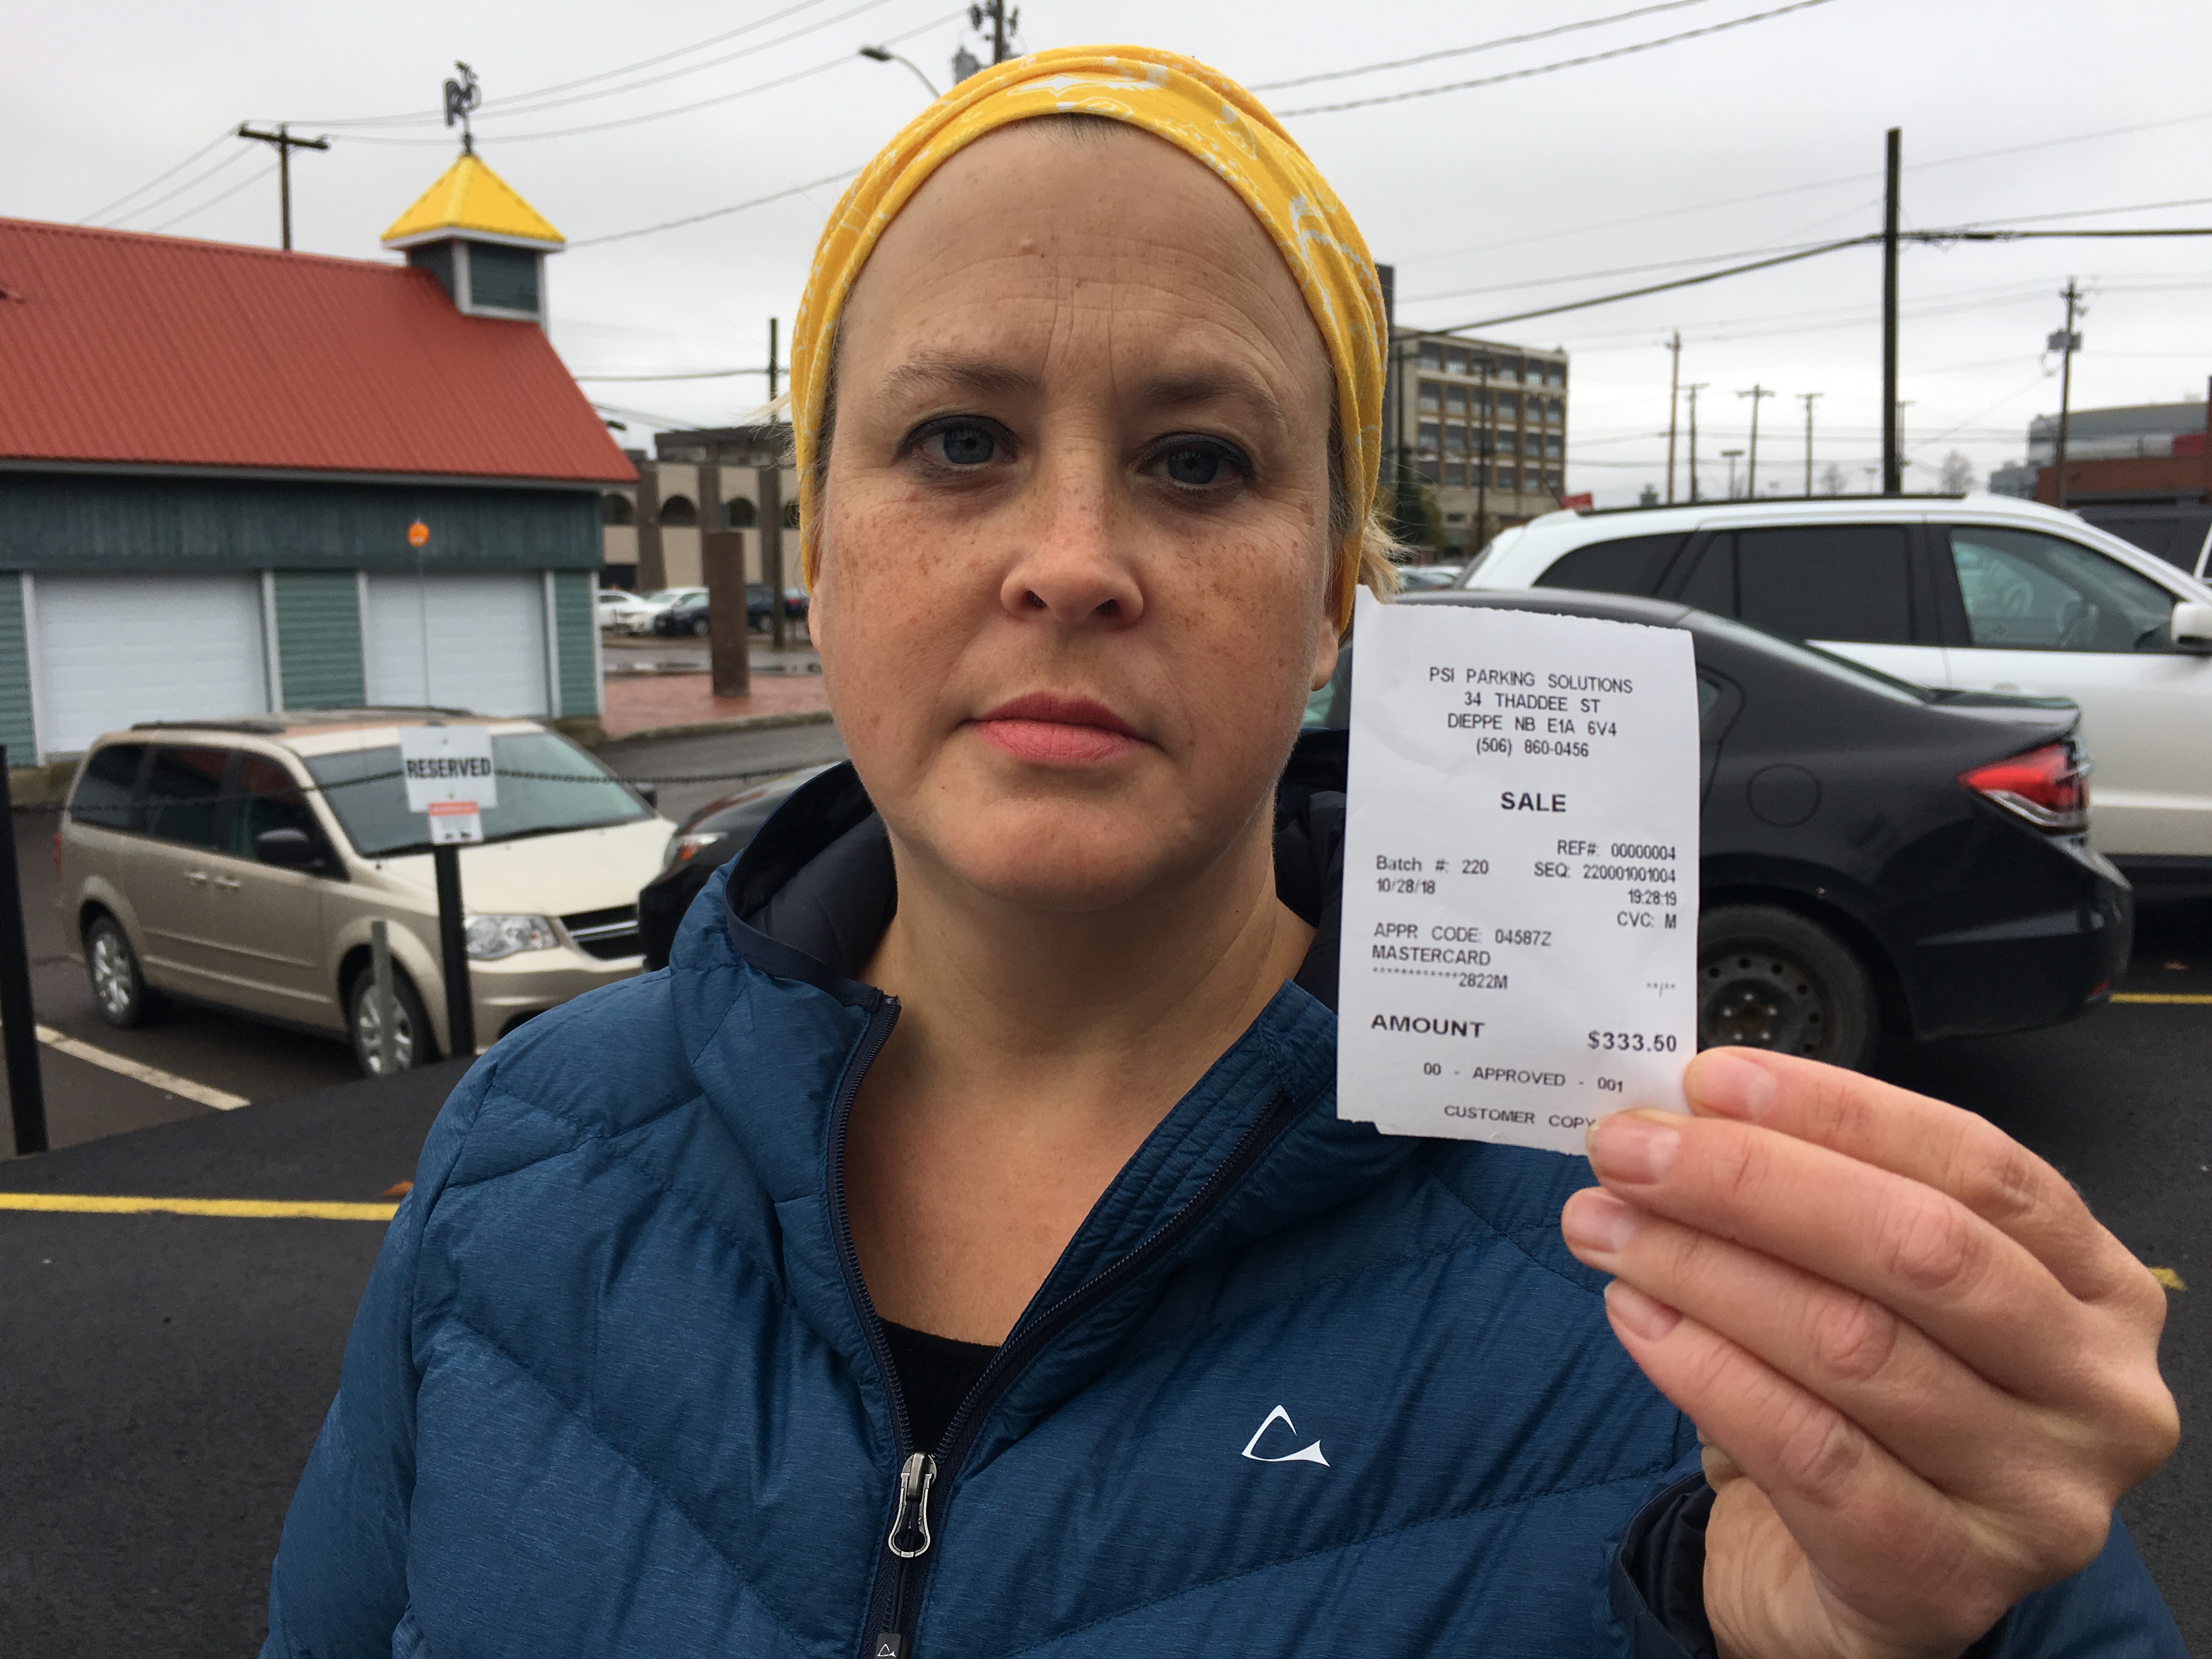 RESERVED
PSI PARKING SOLUTIONS
34 THADDEE ST
DIEPPE NB E1A 6V4
(506) 860-0456
SALE
REF#: 00000004
Batch #: 220 SEQ: 220001001004
10/28/18 19:28:19
CVC: M
APPR CODE: 04587Z
MASTERCARD
************2822M **/**
AMOUNT $333.50
00 - APPROVED - 001
CUSTOMER COPY